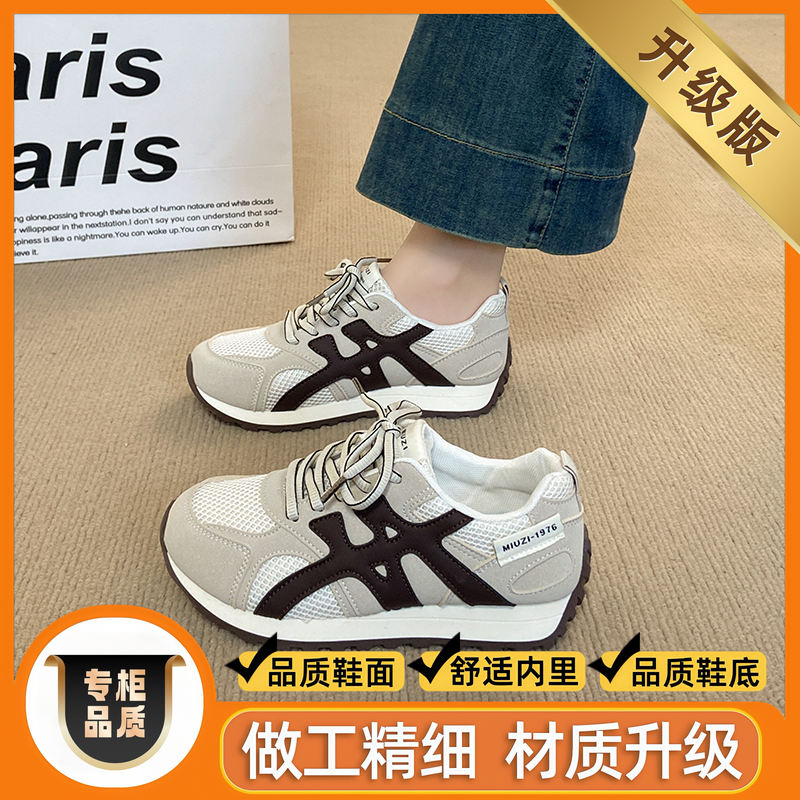 升级版
aris
aris
ng alone,passing through thehe back of human nataure and white clouds
willappear in the nextstation.I don't say you can understand that sad-
ppiness is like a nightmare.You can wake up.You can cry.You can do it
ieve it.
MIUZI
MIUZI-1976
品质鞋面
舒适内里
品质鞋底
专柜
品质
做工精细 材质升级